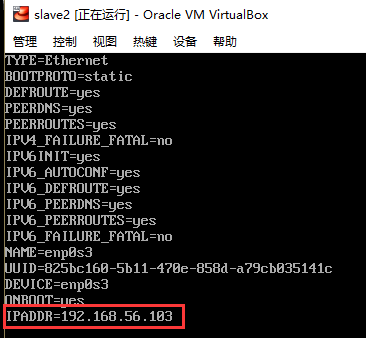 slave2 [正在运行] - Oracle VM VirtualBox
管理 控制 视图 热键 设备 帮助
TYPE=Ethernet
BOOTPROTO=static
DEFROUTE=yes
PEERDNS=yes
PEERROUTES=yes
IPV4_FAILURE_FATAL=no
IPV6INIT=yes
IPV6_AUTOCONF=yes
IPV6_DEFROUTE=yes
IPV6_PEERDNS=yes
IPV6_PEERROUTES=yes
IPV6_FAILURE_FATAL=no
NAME=enp0s3
UUID=825bc160-5b11-470e-858d-a79cb035141c
DEVICE=enp0s3
ONBOOT=yes
IPADDR=192.168.56.103